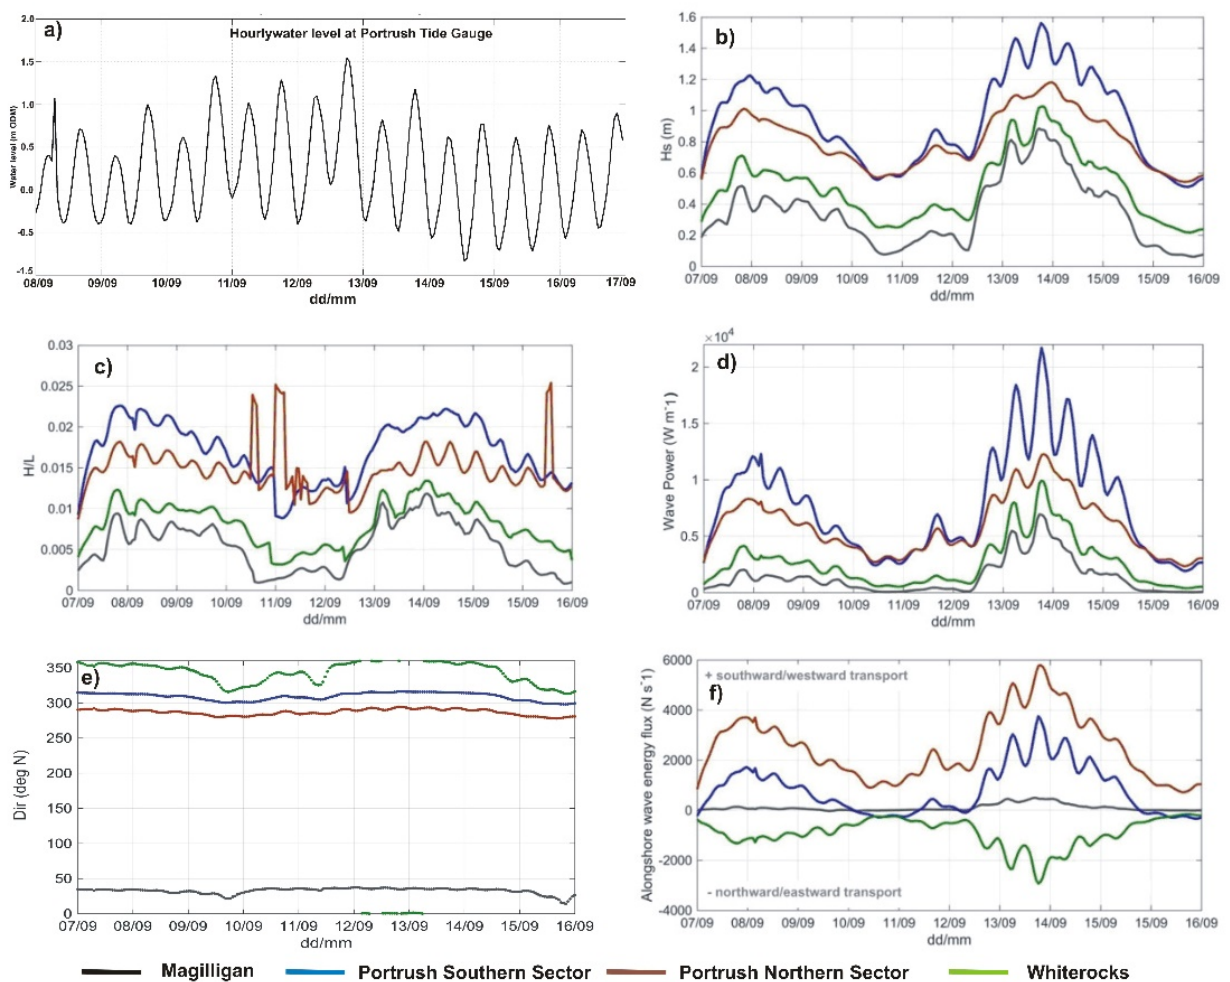 a)
Hourlywater level at Portrush Tide Gauge
Water level (m ODM)
2.0
1.5
1.0
0.5
0.0
-0.5
-1.5
08/09 09/09 10/09 11/09 12/09 13/09 14/09 15/09 16/09 17/09
dd/mm
b)
Hs (m)
1.6
1.4
1.2
1
0.8
0.6
0.4
0.2
0
07/09 08/09 09/09 10/09 11/09 12/09 13/09 14/09 15/09 16/09
dd/mm
c)
H/L
0.03
0.025
0.02
0.015
0.01
0.005
0
07/09 08/09 09/09 10/09 11/09 12/09 13/09 14/09 15/09 16/09
dd/mm
d)
×10⁴
Wave Power (W m⁻¹)
2
1.5
1
0.5
0
07/09 08/09 09/09 10/09 11/09 12/09 13/09 14/09 15/09 16/09
dd/mm
e)
Dir (deg N)
350
300
250
200
150
100
50
0
07/09 08/09 09/09 10/09 11/09 12/09 13/09 14/09 15/09 16/09
dd/mm
f)
+ southward/westward transport
Alongshore wave energy flux (N s⁻¹)
6000
4000
2000
0
-2000
-4000
- northward/eastward transport
07/09 08/09 09/09 10/09 11/09 12/09 13/09 14/09 15/09 16/09
dd/mm
Magilligan Portrush Southern Sector Portrush Northern Sector Whiterocks